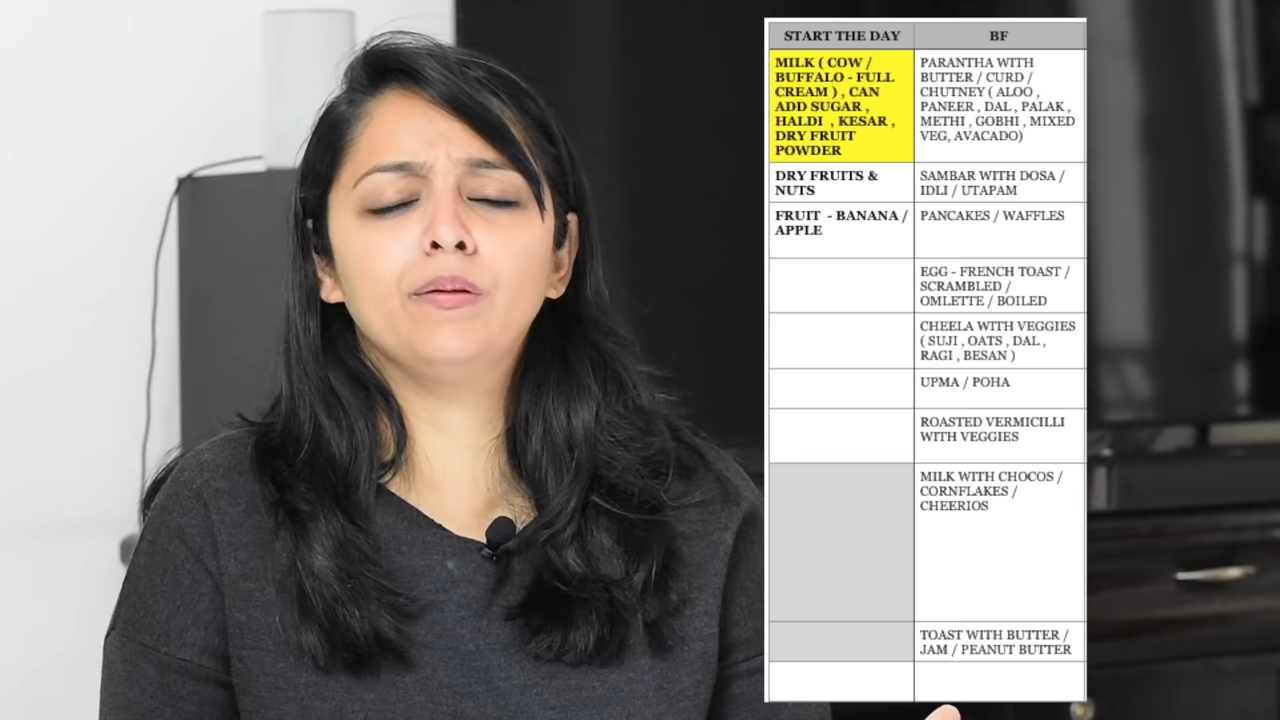 START THE DAY
BF
MILK ( COW /
BUFFALO - FULL
CREAM ) , CAN
ADD SUGAR ,
HALDI , KESAR ,
DRY FRUIT
POWDER
PARANTHA WITH
BUTTER / CURD /
CHUTNEY ( ALOO ,
PANEER , DAL , PALAK ,
METHI , GOBHI , MIXED
VEG, AVACADO)
DRY FRUITS &
NUTS
SAMBAR WITH DOSA /
IDLI / UTAPAM
FRUIT - BANANA /
APPLE
PANCAKES / WAFFLES
EGG - FRENCH TOAST /
SCRAMBLED /
OMLETTE / BOILED
CHEELA WITH VEGGIES
( SUJI , OATS , DAL ,
RAGI , BESAN )
UPMA / POHA
ROASTED VERMICILLI
WITH VEGGIES
MILK WITH CHOCOS /
CORNFLAKES /
CHEERIOS
TOAST WITH BUTTER /
JAM / PEANUT BUTTER